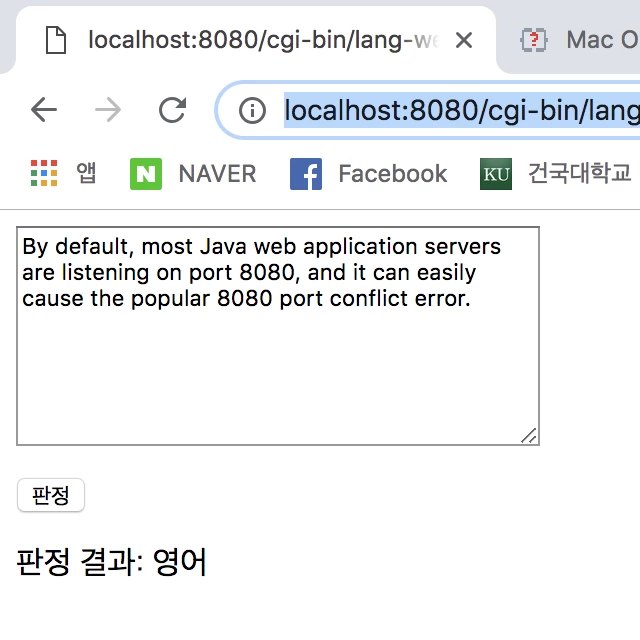 localhost:8080/cgi-bin/lang-we
Mac O
localhost:8080/cgi-bin/lang
앱 NAVER Facebook KU 건국대학교
By default, most Java web application servers
are listening on port 8080, and it can easily
cause the popular 8080 port conflict error.
판정
판정 결과: 영어